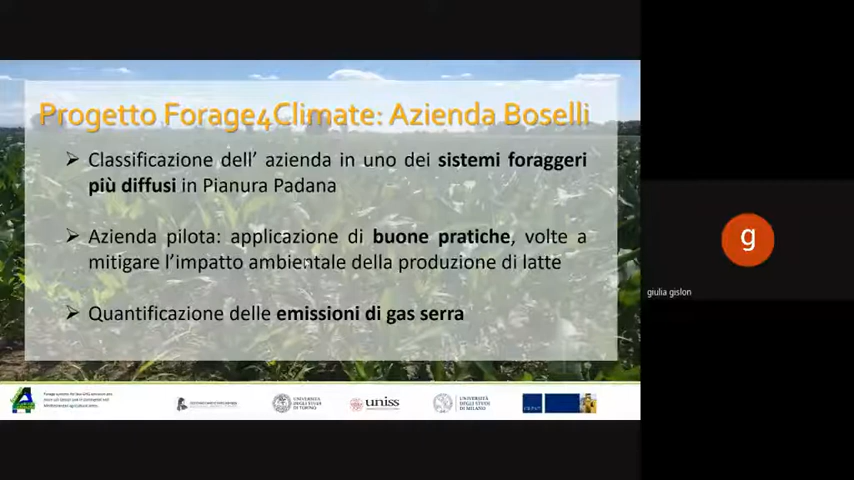 Progetto Forage4Climate: Azienda Boselli
➢ Classificazione dell’ azienda in uno dei sistemi foraggeri
più diffusi in Pianura Padana
➢ Azienda pilota: applicazione di buone pratiche, volte a
mitigare l’impatto ambientale della produzione di latte
➢ Quantificazione delle emissioni di gas serra
g
giulia gislon
UNIVERSITÀ
DEGLI STUDI
DI TORINO
uniss
UNIVERSITÀ
DEGLI STUDI
DI MILANO